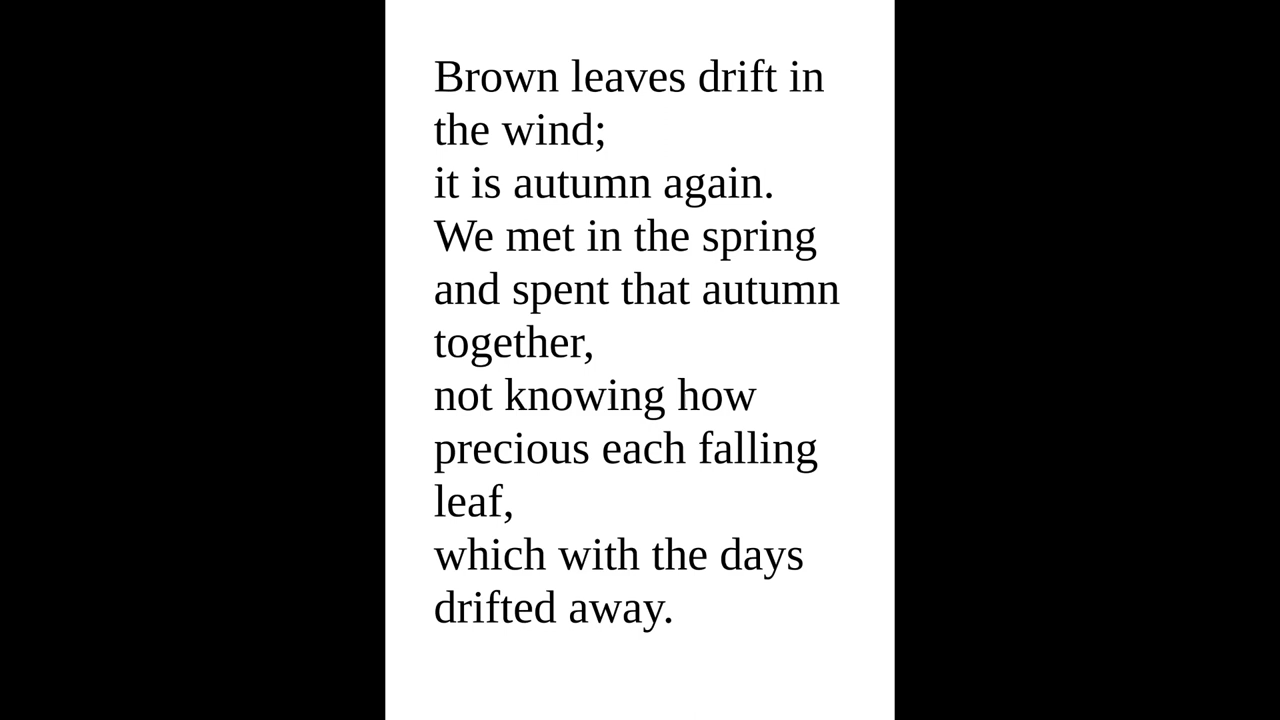 Brown leaves drift in
the wind;
it is autumn again.
We met in the spring
and spent that autumn
together,
not knowing how
precious each falling
leaf,
which with the days
drifted away.